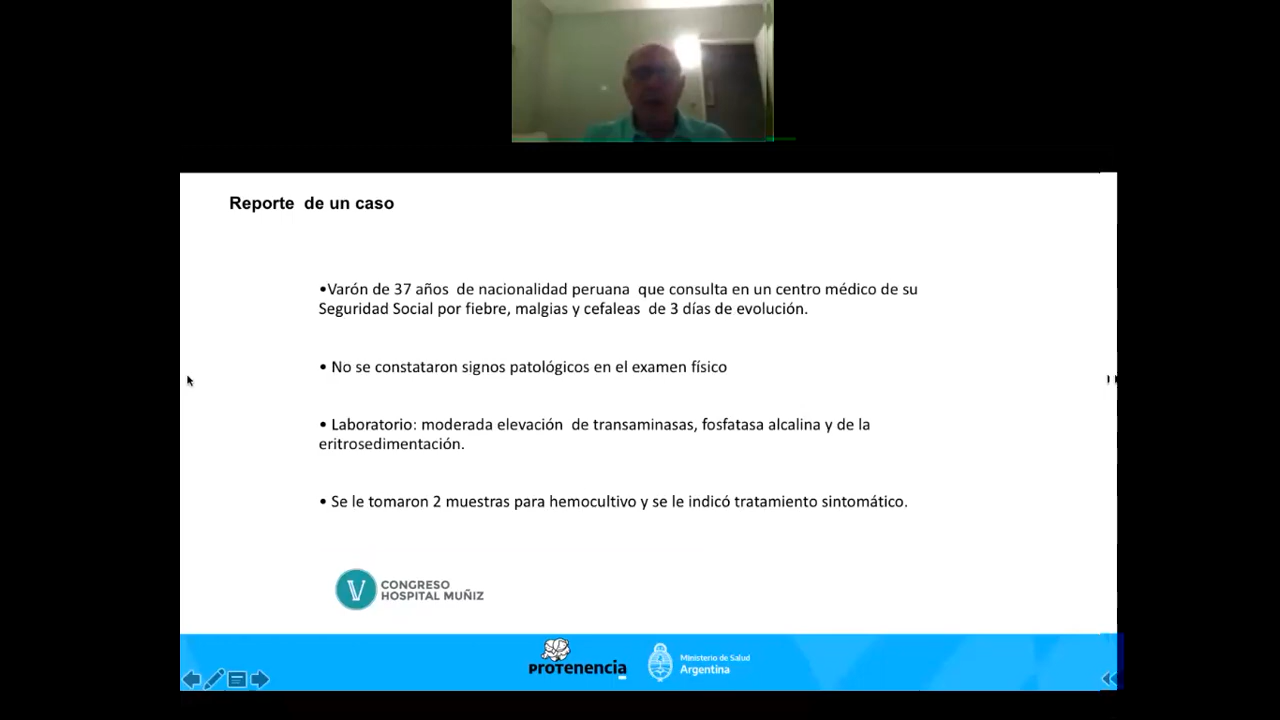 Reporte  de un caso
•Varón de 37 años  de nacionalidad peruana  que consulta en un centro médico de su
Seguridad Social por fiebre, malgias y cefaleas  de 3 días de evolución.
• No se constataron signos patológicos en el examen físico
• Laboratorio: moderada elevación  de transaminasas, fosfatasa alcalina y de la
eritrosedimentación.
• Se le tomaron 2 muestras para hemocultivo y se le indicó tratamiento sintomático.
V
CONGRESO
HOSPITAL MUÑIZ
PROTENENCIA
Ministerio de Salud
Argentina